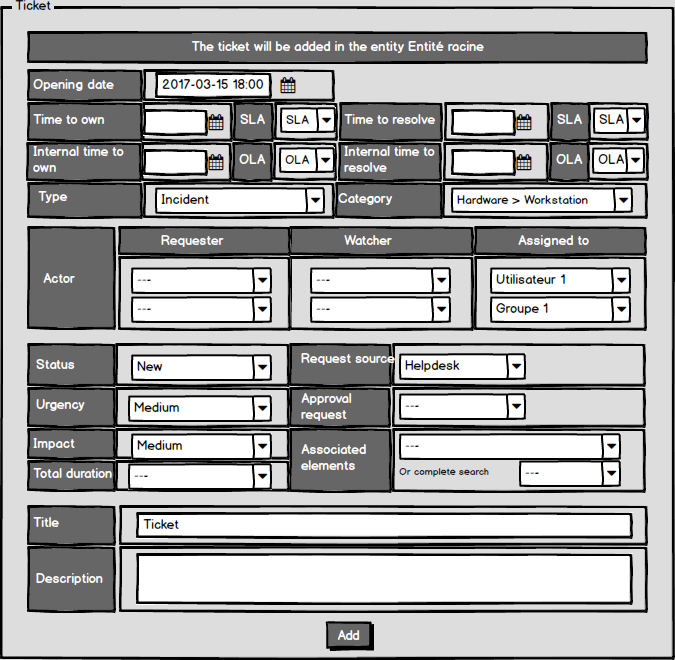 Ticket
The ticket will be added in the entity Entité racine
Opening date 2017-03-15 18:00
Time to own SLA SLA Time to resolve SLA SLA
Internal time to own OLA OLA Internal time to resolve OLA OLA
Type Incident Category Hardware > Workstation
Requester Watcher Assigned to
Actor
--- --- Utilisateur 1
--- --- Groupe 1
Status New Request source Helpdesk
Urgency Medium Approval request ---
Impact Medium Associated elements ---
Total duration --- Or complete search ---
Title Ticket
Description
Add